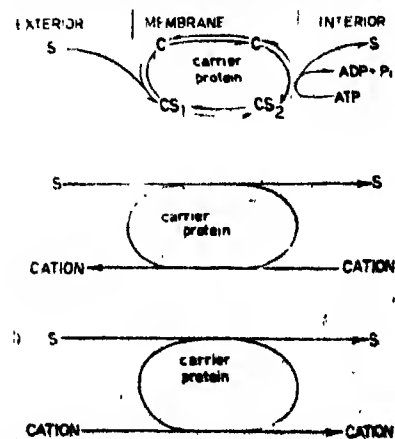 EXTERIOR MEMBRANE INTERIOR
S C C S
carrier
protein
ADP + Pi
CS1 CS2 ATP
S S
carrier
protein
CATION CATION
) S S
carrier
protein
CATION CATION